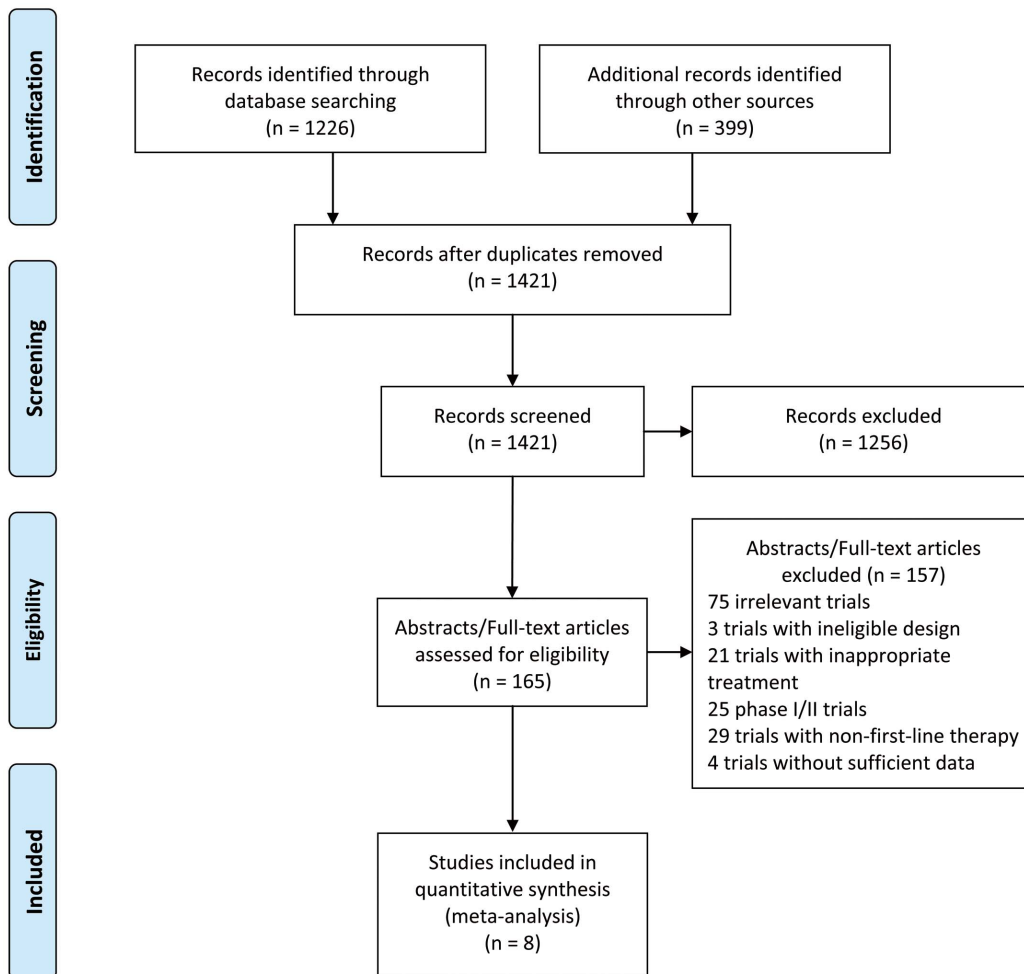 Identification
Records identified through
database searching
(n = 1226)
Additional records identified
through other sources
(n = 399)
Records after duplicates removed
(n = 1421)
Screening
Records screened
(n = 1421)
Records excluded
(n = 1256)
Eligibility
Abstracts/Full-text articles
assessed for eligibility
(n = 165)
Abstracts/Full-text articles
excluded (n = 157)
75 irrelevant trials
3 trials with ineligible design
21 trials with inappropriate
treatment
25 phase I/II trials
29 trials with non-first-line therapy
4 trials without sufficient data
Included
Studies included in
quantitative synthesis
(meta-analysis)
(n = 8)